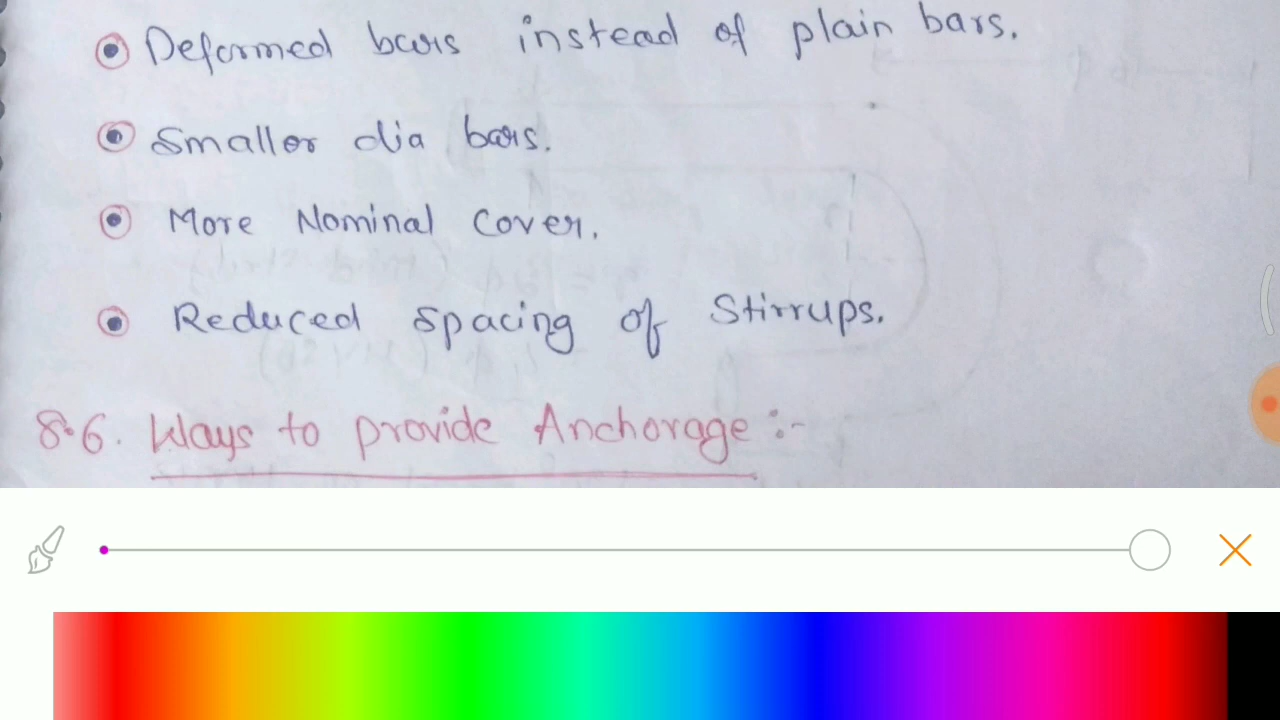 Deformed bars instead of plain bars.
Smaller dia bars.
More Nominal Cover.
Reduced spacing of Stirrups.
8.6. Ways to provide Anchorage :-